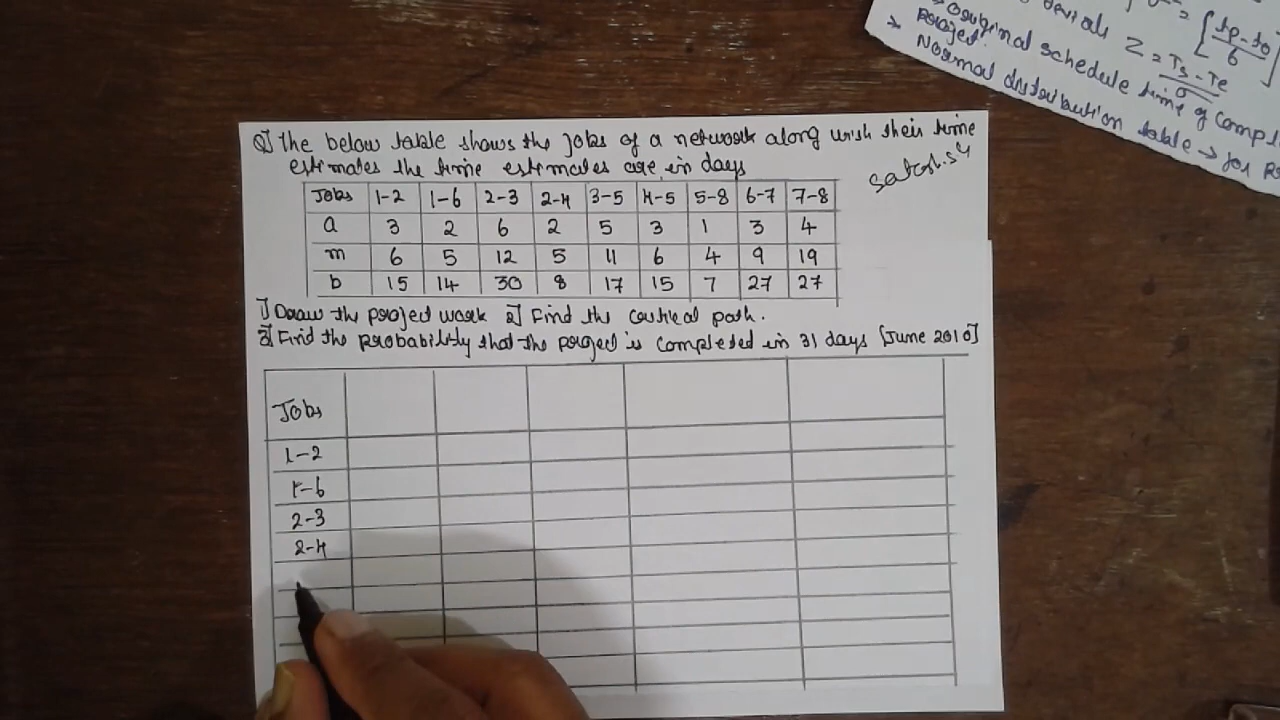 Q] The below table shows the jobs of a network along with their time
estimates the time estimates are in days
Jobs 1-2 1-6 2-3 2-4 3-5 4-5 5-8 6-7 7-8
a 3 2 6 2 5 3 1 3 4
m 6 5 12 5 11 6 4 9 19
b 15 14 30 8 17 15 7 27 27
1] Draw the project work 2] Find the critical path.
3] Find the probability that the project is completed in 31 days [June 2010]
Jobs
1-2
1-6
2-3
2-4
Z = Ts - Te
σ
original schedule time of
project.
> Normal distribution table → for
tp - to
6